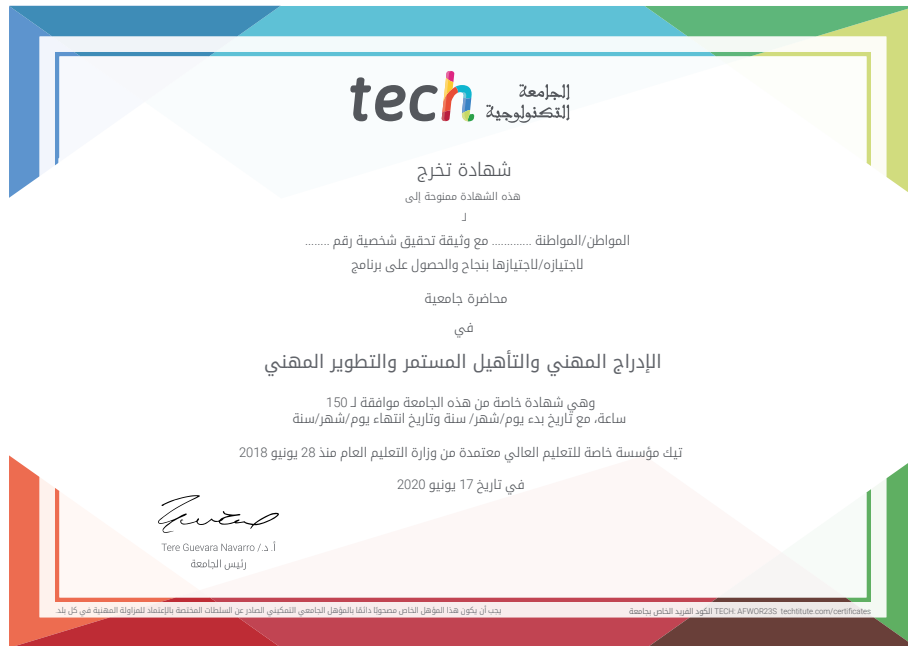 tech
الجامعة
التكنولوجية
شهادة تخرج
هذه الشهادة ممنوحة إلى
لـ
المواطن/المواطنة ............ مع وثيقة تحقيق شخصية رقم ........
لاجتيازه/لاجتيازها بنجاح والحصول على برنامج
محاضرة جامعية
في
الإدراج المهني والتأهيل المستمر والتطوير المهني
وهي شهادة خاصة من هذه الجامعة موافقة لـ 150
ساعة، مع تاريخ بدء يوم/شهر/ سنة وتاريخ انتهاء يوم/شهر/سنة
تيك مؤسسة خاصة للتعليم العالي معتمدة من وزارة التعليم العام منذ 28 يونيو 2018
في تاريخ 17 يونيو 2020
أ. د./ Tere Guevara Navarro
رئيس الجامعة
يجب أن يكون هذا المؤهل الخاص مصحوبًا دائمًا بالمؤهل الجامعي التمكيني الصادر عن السلطات المختصة بالإعتماد للمزاولة المهنية في كل بلد.
الكود الفريد الخاص بجامعة TECH: AFWOR23S techtitute.com/certificates